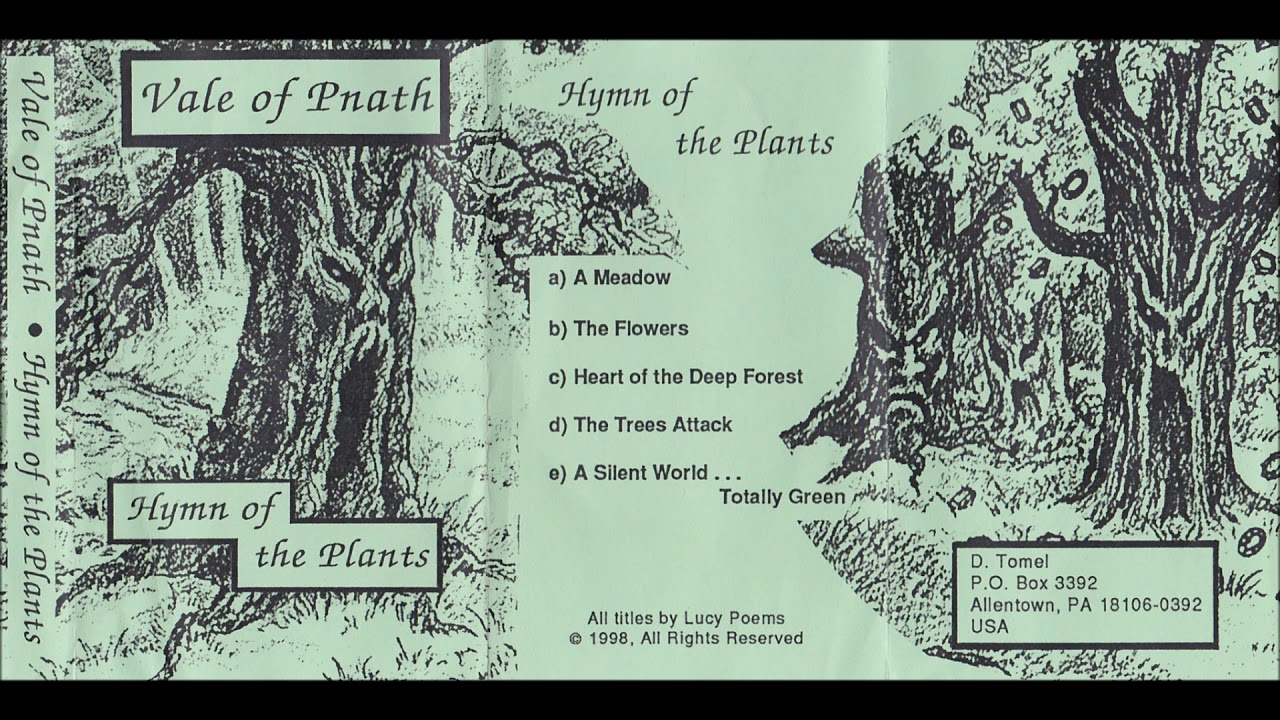 Vale of Pnath • Hymn of the Plants
Vale of Pnath
Hymn of
the Plants
Hymn of
the Plants
a) A Meadow
b) The Flowers
c) Heart of the Deep Forest
d) The Trees Attack
e) A Silent World . . .
Totally Green
All titles by Lucy Poems
© 1998, All Rights Reserved
D. Tomel
P.O. Box 3392
Allentown, PA 18106-0392
USA